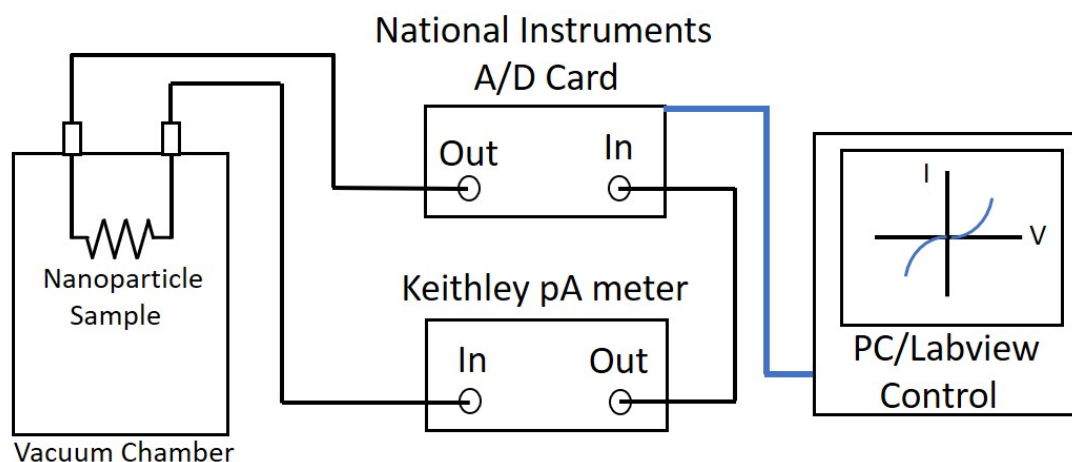 National Instruments
A/D Card
Out
In
I
V
Nanoparticle
Sample
Keithley pA meter
In
Out
PC/Labview
Control
Vacuum Chamber